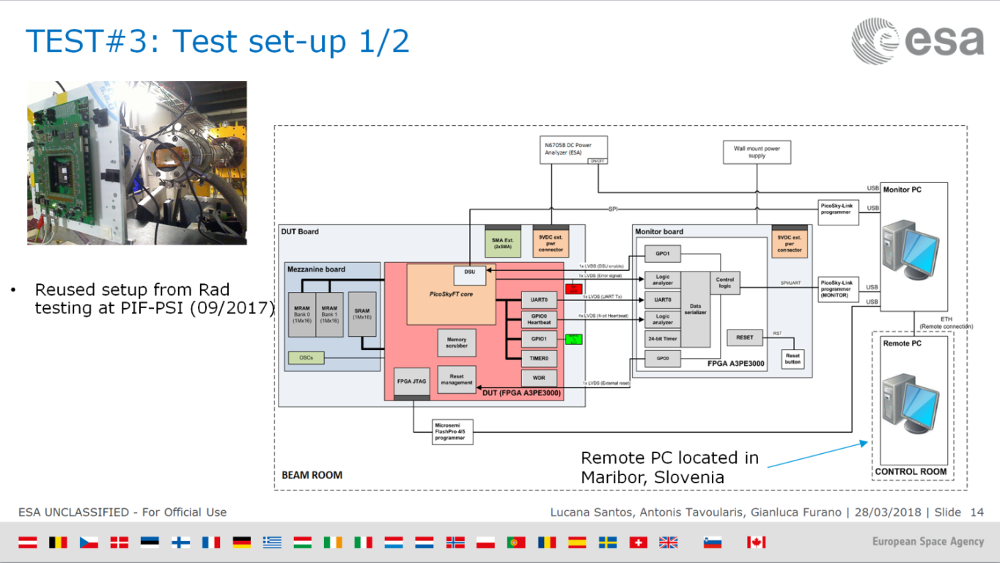 TEST#3: Test set-up 1/2
esa
• Reused setup from Rad
testing at PIF-PSI (09/2017)
N6705B DC Power
Analyzer (ESA)
ON/OFF
Wall mount power
supply
USB
Monitor PC
SPI
PicoSky-Link
programmer
USB
DUT Board
SMA Ext.
(2xSMA)
9VDC ext.
pwr
connector
Monitor board
9VDC ext.
pwr
connector
Mezzanine board
MRAM
Bank 0
(1Mx16)
MRAM
Bank 1
(1Mx16)
SRAM
(1Mx16)
OSCs
DSU
PicoSkyFT core
Memory
scrubber
FPGA JTAG
Reset
management
UART0
GPIO0
Heartbeat
GPIO1
TIMER0
WDR
DUT (FPGA A3PE3000)
1x LVDS (DSU enable)
1x LVDS (Error signal)
1x LVDS (UART Tx)
4x LVDS (4-bit Heartbeat)
1x LVDS (External reset)
GPO1
Logic
analyzer
UART0
Logic
analyzer
24-bit Timer
GPO0
Data
serializer
Control
logic
RESET
FPGA A3PE3000
RST
Reset
button
SPI/UART
PicoSky-Link
programmer
(MONITOR)
USB
USB
ETH
(Remote connection)
Remote PC
CONTROL ROOM
Microsemi
FlashPro 4/5
programmer
BEAM ROOM
Remote PC located in
Maribor, Slovenia
ESA UNCLASSIFIED - For Official Use
Lucana Santos, Antonis Tavoularis, Gianluca Furano | 28/03/2018 | Slide 14
European Space Agency